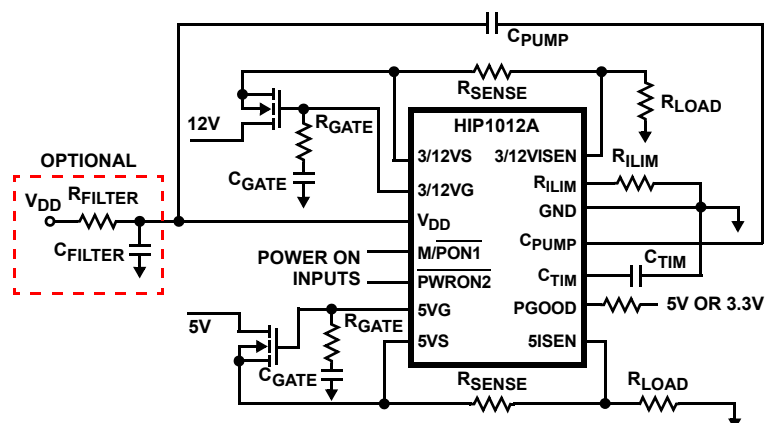 CPUMP
RSENSE
RLOAD
12V
RGATE
HIP1012A
OPTIONAL
3/12VS
3/12VISEN
RILIM
CGATE
RFILTER
3/12VG
RILIM
VDD
VDD
GND
CFILTER
M/PON1
CPUMP
POWER ON
INPUTS
CTIM
CTIM
PWRON2
5V
5VG
RGATE
PGOOD
5V OR 3.3V
5VS
5ISEN
CGATE
RSENSE
RLOAD